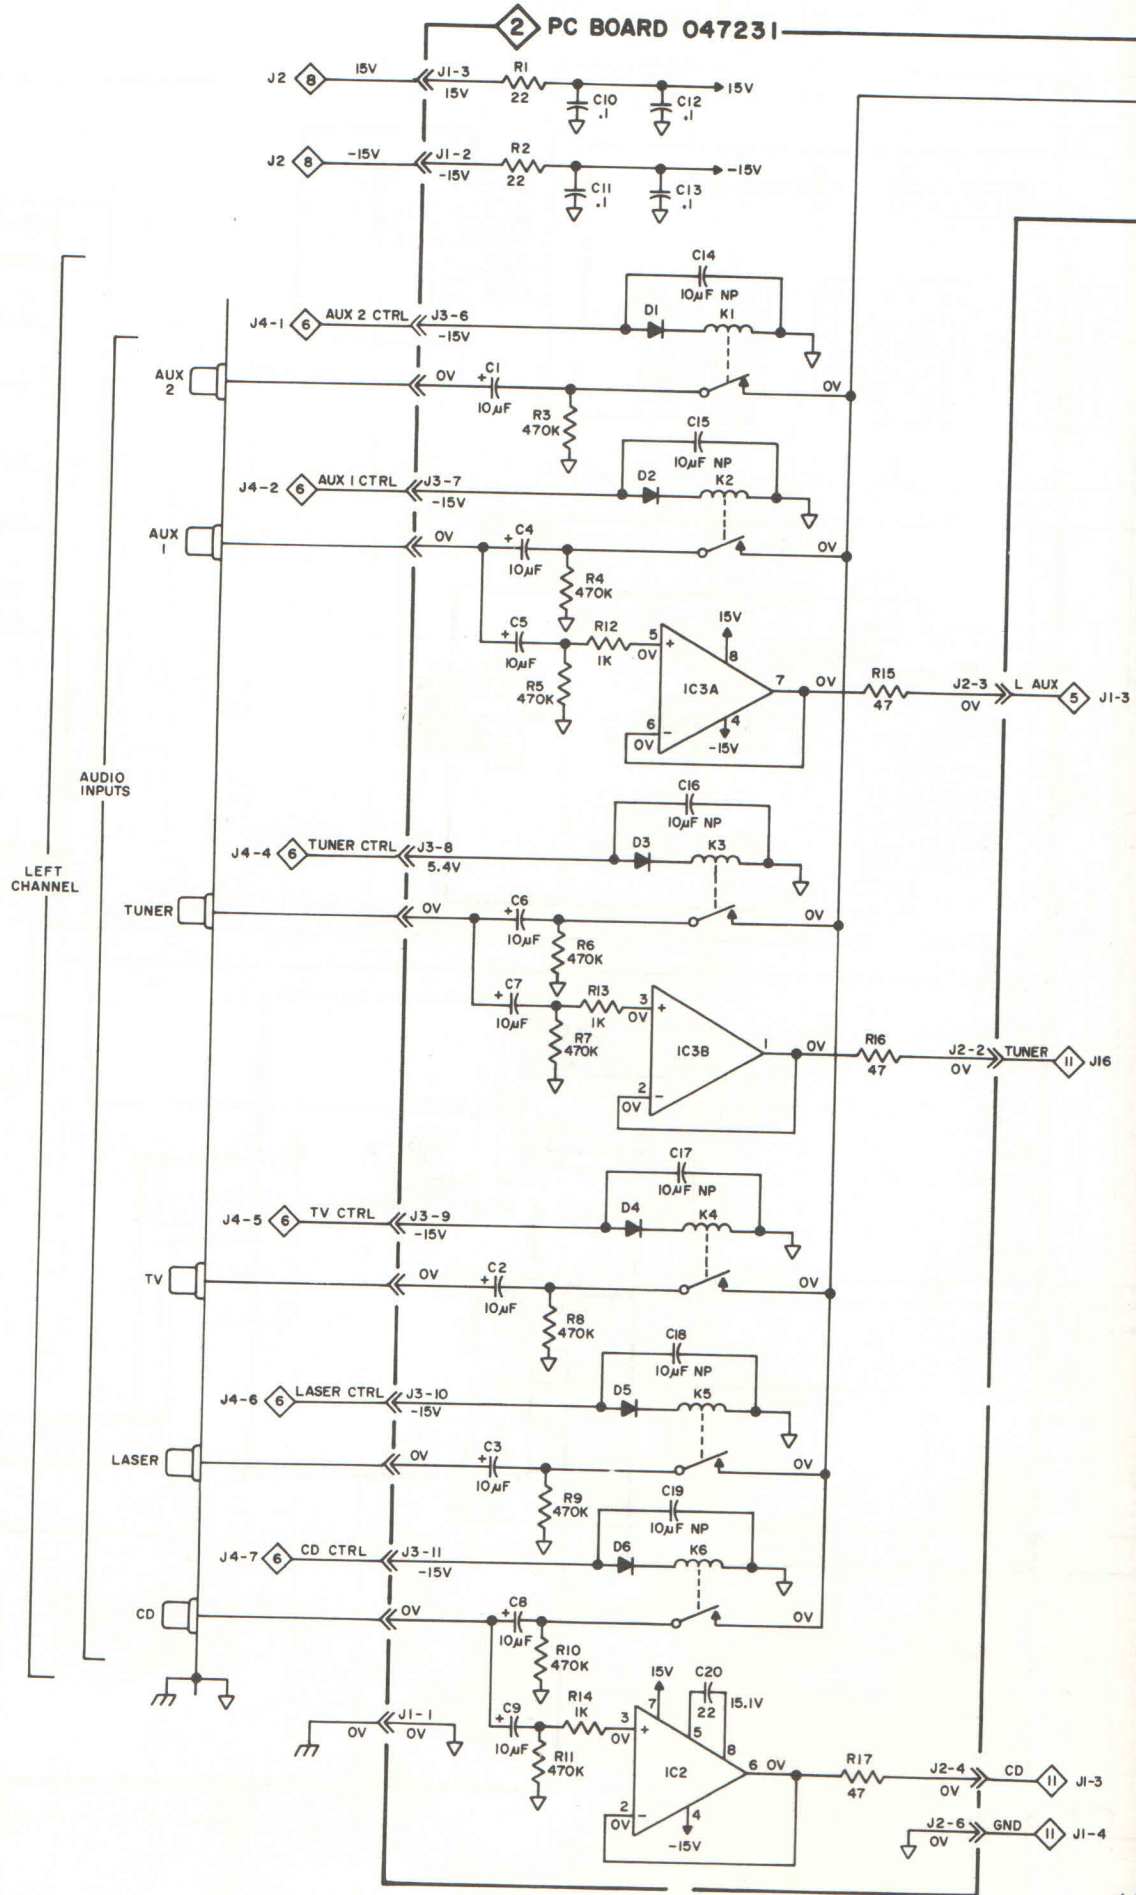 2 PC BOARD 047231
J2 8 15V J1-3 15V R1 22 C10 .1 C12 .1 15V
J2 8 -15V J1-2 -15V R2 22 C11 .1 C13 .1 -15V
C14
10µF NP
J4-1 6 AUX 2 CTRL J3-6 -15V D1 K1
AUX 2 0V + C1 10µF R3 470K 0V
C15
10µF NP
J4-2 6 AUX 1 CTRL J3-7 -15V D2 K2
AUX 1 0V + C4 10µF R4 470K 0V
+ C5 10µF R5 470K R12 1K 5 0V + 15V 8 IC3A 7 0V R15 47 J2-3 0V L AUX 5 J1-3
6 0V - 4 -15V
AUDIO INPUTS
LEFT CHANNEL
C16
10µF NP
J4-4 6 TUNER CTRL J3-8 5.4V D3 K3
TUNER 0V + C6 10µF R6 470K 0V
+ C7 10µF R7 470K R13 1K 3 0V + IC3B 1 0V R16 47 J2-2 0V TUNER 11 J16
2 0V -
C17
10µF NP
J4-5 6 TV CTRL J3-9 -15V D4 K4
TV 0V + C2 10µF R8 470K 0V
C18
10µF NP
J4-6 6 LASER CTRL J3-10 -15V D5 K5
LASER 0V + C3 10µF R9 470K 0V
C19
10µF NP
J4-7 6 CD CTRL J3-11 -15V D6 K6
CD 0V + C8 10µF R10 470K 0V
J1-1 0V 0V
+ C9 10µF R11 470K R14 1K 3 0V + 15V 7 C20 22 15.1V 5 8 IC2 6 0V R17 47 J2-4 0V CD 11 J1-3
2 0V - 4 -15V
J2-6 0V GND 11 J1-4